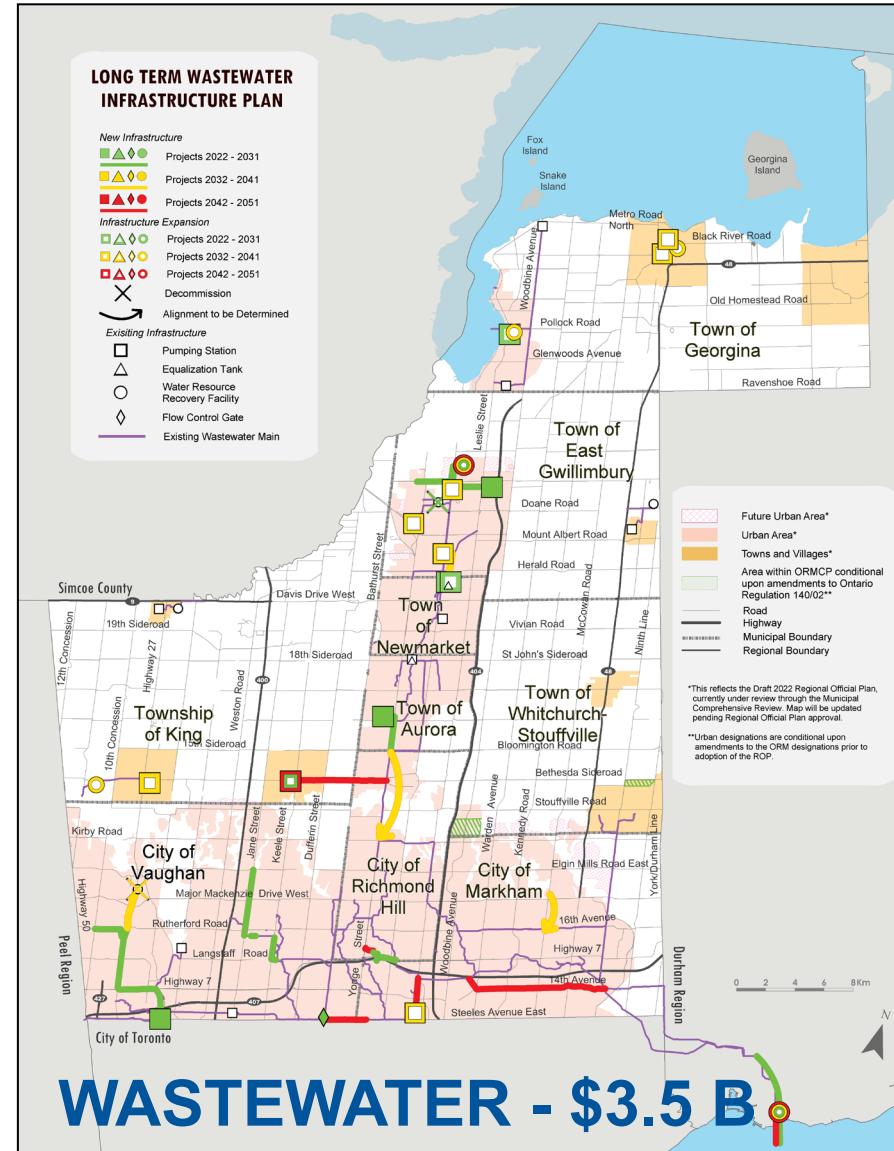 LONG TERM WASTEWATER
INFRASTRUCTURE PLAN
New Infrastructure
Projects 2022 - 2031
Projects 2032 - 2041
Projects 2042 - 2051
Infrastructure Expansion
Projects 2022 - 2031
Projects 2032 - 2041
Projects 2042 - 2051
Decommission
Alignment to be Determined
Exisiting Infrastructure
Pumping Station
Equalization Tank
Water Resource
Recovery Facility
Flow Control Gate
Existing Wastewater Main
Fox
Island
Snake
Island
Georgina
Island
Metro Road
North
Black River Road
48
Woodbine Avenue
Old Homestead Road
Pollock Road
Town of
Georgina
Glenwoods Avenue
Ravenshoe Road
Leslie Street
Town of
East
Gwillimbury
Doane Road
Mount Albert Road
Herald Road
Bathurst Street
Simcoe County
9
Davis Drive West
19th Sideroad
12th Concession
Highway 27
Town
of
Newmarket
McCowan Road
Ninth Line
Vivian Road
St John's Sideroad
18th Sideroad
Weston Road
400
404
48
Township
of King
10th Concession
15th Sideroad
Town of
Aurora
Town of
Whitchurch-
Stouffville
Bloomington Road
Bethesda Sideroad
Stouffville Road
Future Urban Area*
Urban Area*
Towns and Villages*
Area within ORMCP conditional
upon amendments to Ontario
Regulation 140/02**
Road
Highway
Municipal Boundary
Regional Boundary
*This reflects the Draft 2022 Regional Official Plan,
currently under review through the Municipal
Comprehensive Review. Map will be updated
pending Regional Official Plan approval.
**Urban designations are conditional upon
amendments to the ORM designations prior to
adoption of the ROP.
Kirby Road
Jane Street
Keele Street
Dufferin Street
Warden Avenue
Kennedy Road
York/Durham Line
City of
Vaughan
City of
Richmond
Hill
City of
Markham
Elgin Mills Road East
Major Mackenzie Drive West
Highway 50
Rutherford Road
Langstaff Road
Yonge Street
Woodbine Avenue
16th Avenue
Highway 7
Peel Region
Highway 7
427
407
14th Avenue
Steeles Avenue East
City of Toronto
Durham Region
0 2 4 8 Km
N
WASTEWATER - $3.5 B